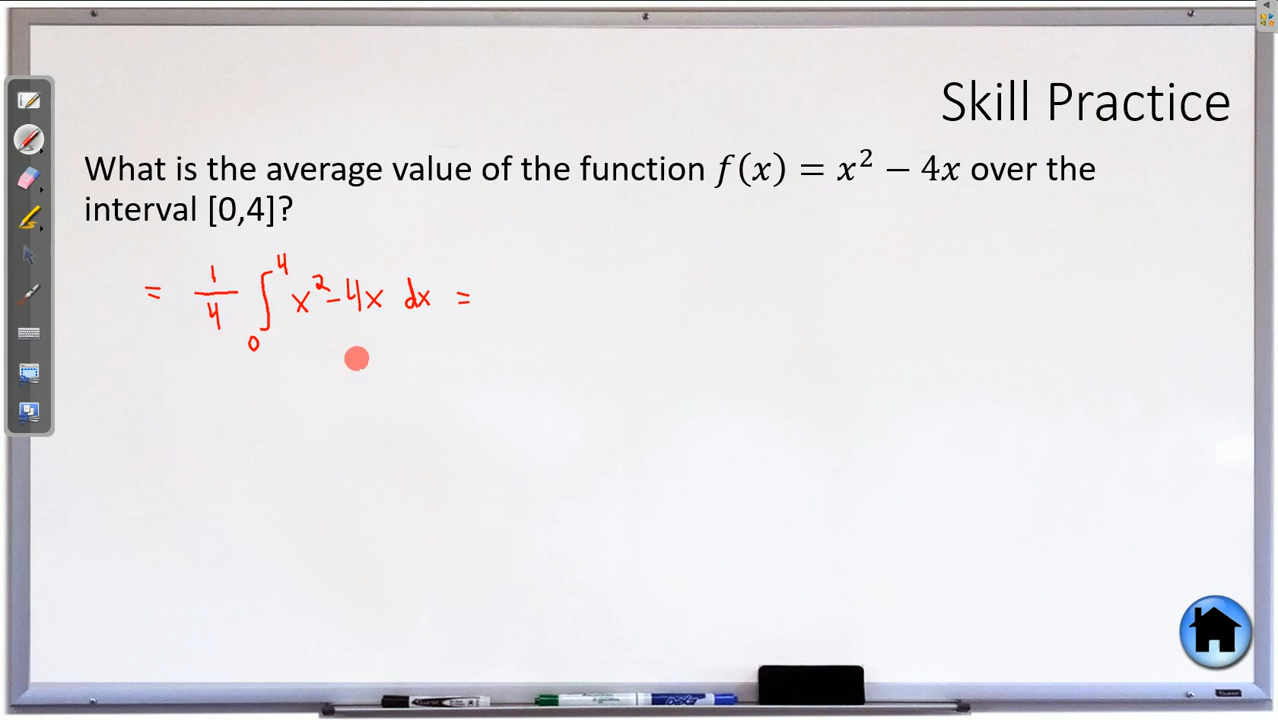 Skill Practice
What is the average value of the function f(x) = x² − 4x over the
interval [0,4]?
= 1/4 ∫₀⁴ x² - 4x dx =